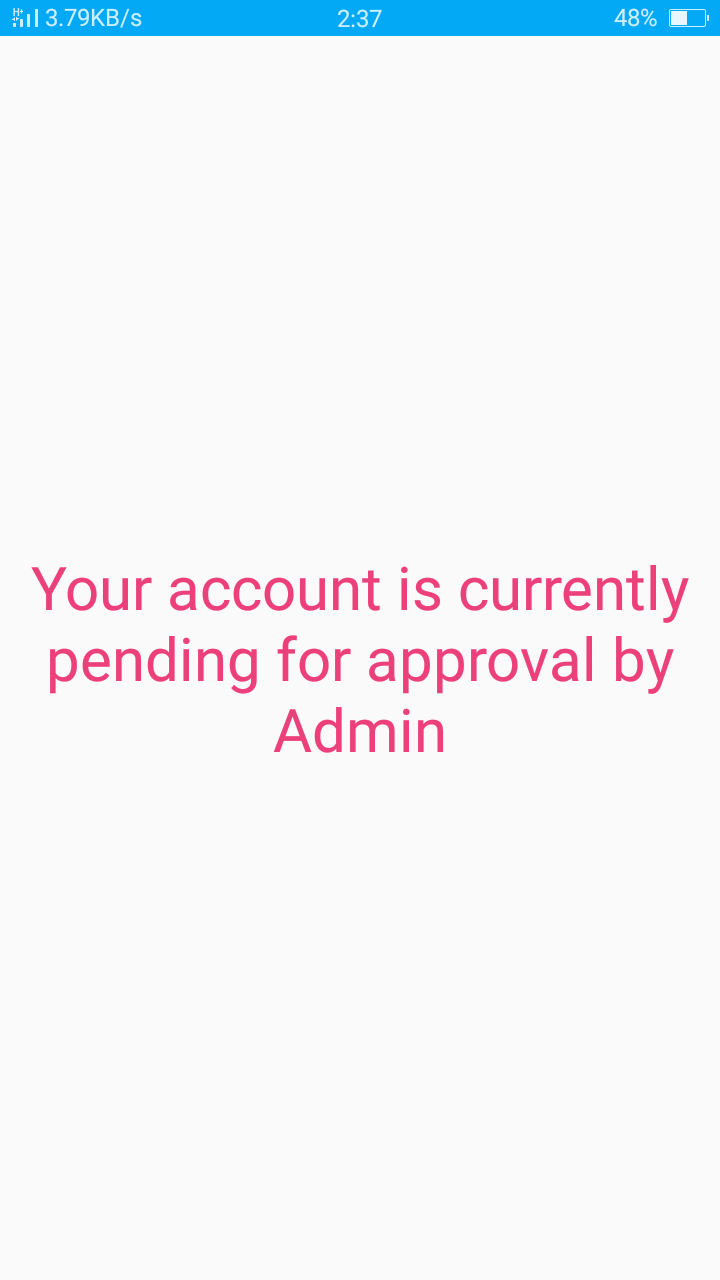 3.79KB/s 2:37 48%
Your account is currently
pending for approval by
Admin